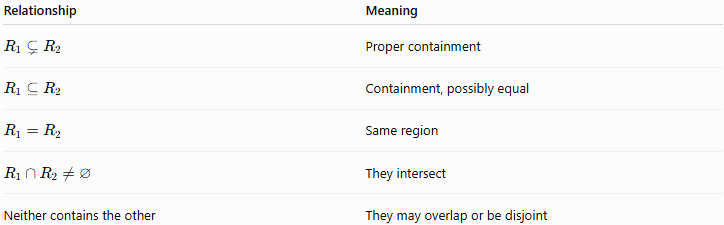 Relationship Meaning
R₁ ⊊ R₂ Proper containment
R₁ ⊆ R₂ Containment, possibly equal
R₁ = R₂ Same region
R₁ ∩ R₂ ≠ ∅ They intersect
Neither contains the other They may overlap or be disjoint